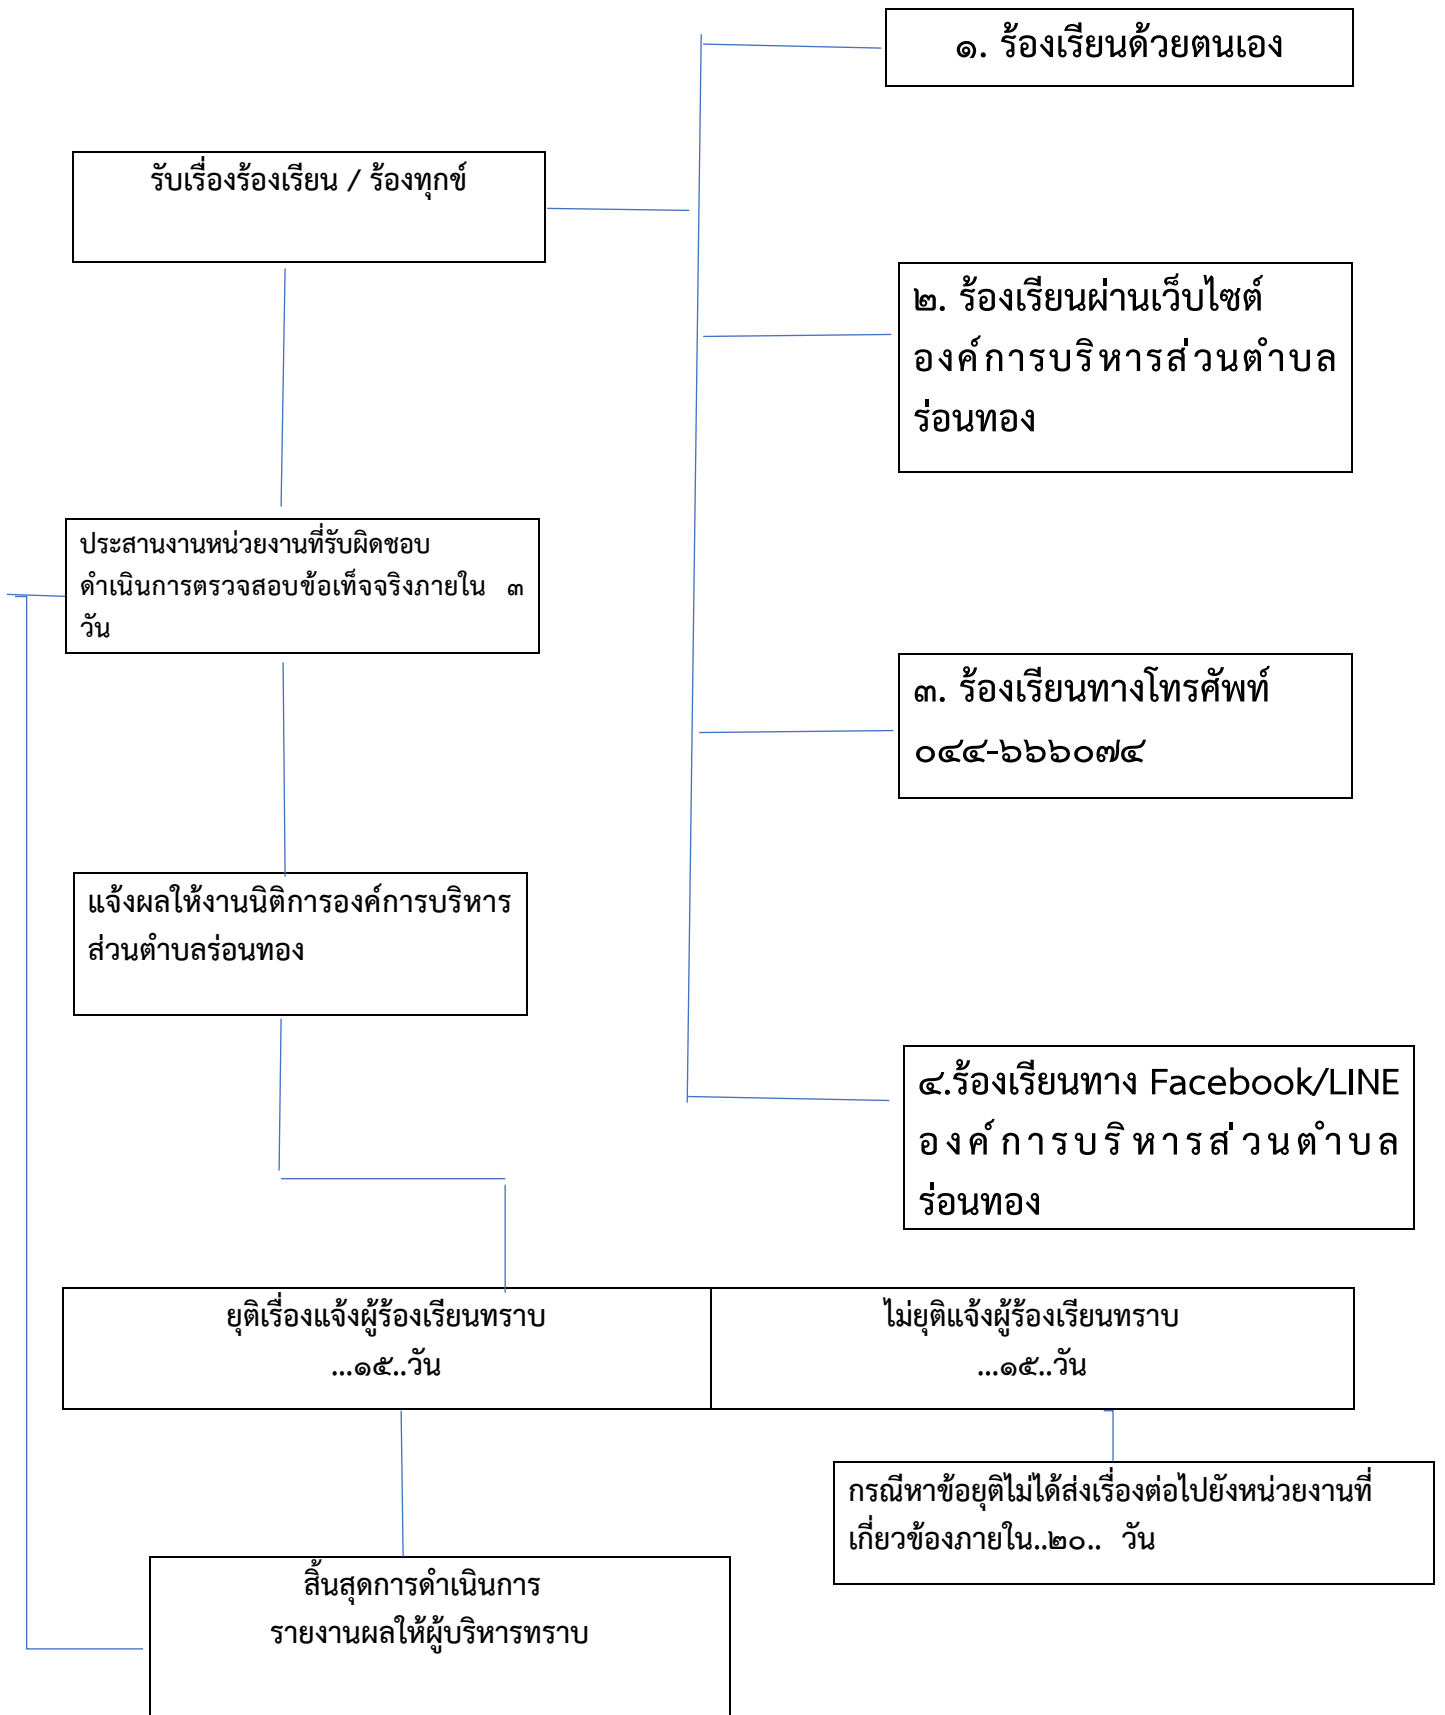 ๑. ร้องเรียนด้วยตนเอง
รับเรื่องร้องเรียน / ร้องทุกข์
๒. ร้องเรียนผ่านเว็บไซต์
องค์การบริหารส่วนตำบล
ร่อนทอง
ประสานงานหน่วยงานที่รับผิดชอบ
ดำเนินการตรวจสอบข้อเท็จจริงภายใน ๓
วัน
๓. ร้องเรียนทางโทรศัพท์
๐๔๔-๖๖๖๐๗๔
แจ้งผลให้งานนิติการองค์การบริหาร
ส่วนตำบลร่อนทอง
๔.ร้องเรียนทาง Facebook/LINE
องค์การบริหารส่วนตำบล
ร่อนทอง
ยุติเรื่องแจ้งผู้ร้องเรียนทราบ
...๑๕..วัน
ไม่ยุติแจ้งผู้ร้องเรียนทราบ
...๑๕..วัน
กรณีหาข้อยุติไม่ได้ส่งเรื่องต่อไปยังหน่วยงานที่
เกี่ยวข้องภายใน..๒๐.. วัน
สิ้นสุดการดำเนินการ
รายงานผลให้ผู้บริหารทราบ